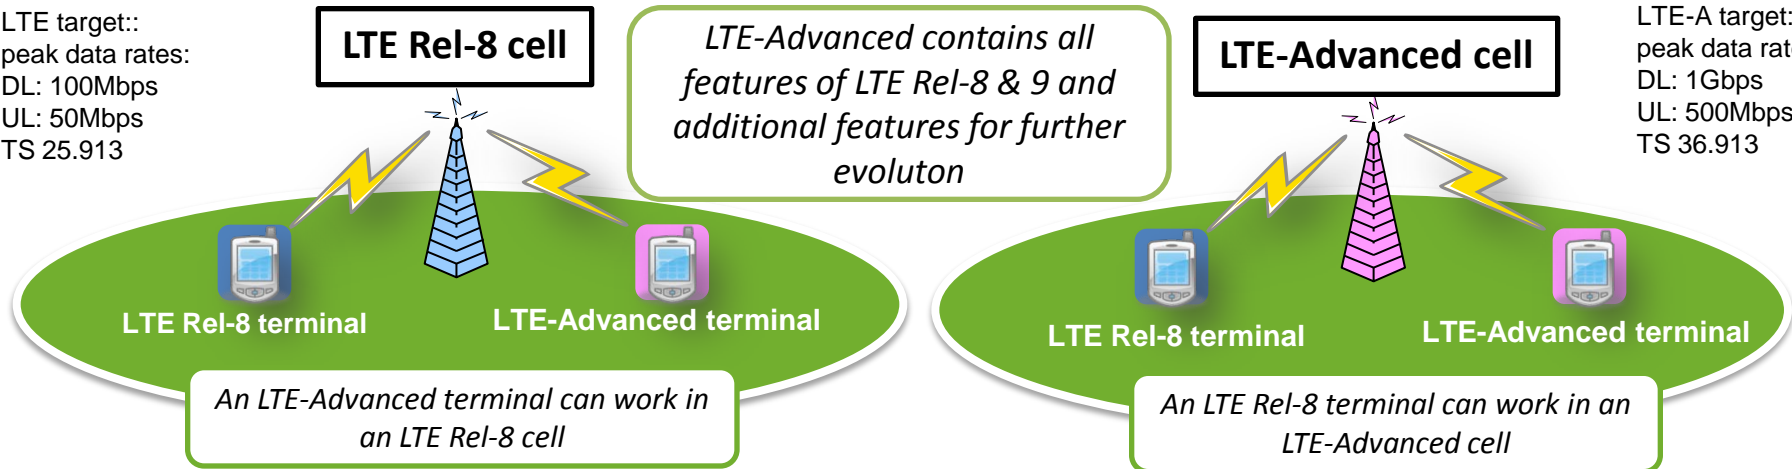 LTE target::
peak data rates:
DL: 100Mbps
UL: 50Mbps
TS 25.913
LTE Rel-8 cell
LTE-Advanced contains all
features of LTE Rel-8 & 9 and
additional features for further
evoluton
LTE-Advanced cell
LTE-A target:
peak data rat
DL: 1Gbps
UL: 500Mbps
TS 36.913
LTE Rel-8 terminal
LTE-Advanced terminal
LTE Rel-8 terminal
LTE-Advanced terminal
An LTE-Advanced terminal can work in
an LTE Rel-8 cell
An LTE Rel-8 terminal can work in an
LTE-Advanced cell